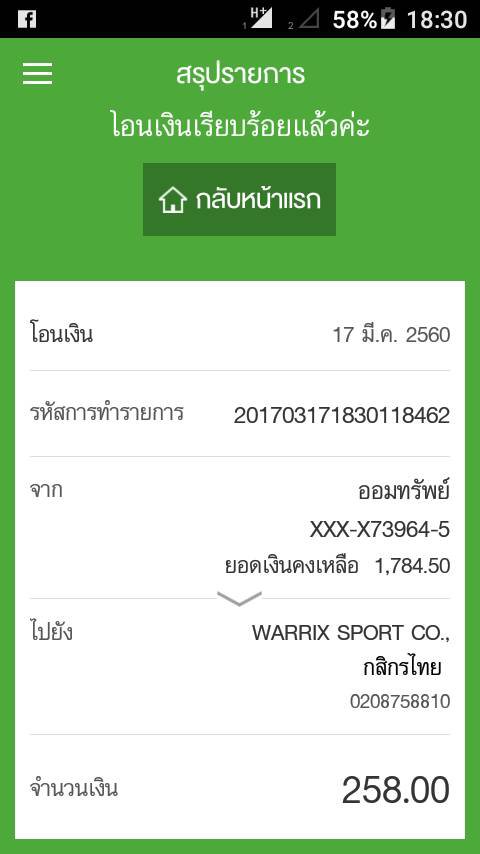 1 H+ 2 58% 18:30
สรุปรายการ
โอนเงินเรียบร้อยแล้วค่ะ
กลับหน้าแรก
โอนเงิน 17 มี.ค. 2560
รหัสการทำรายการ 201703171830118462
จาก ออมทรัพย์
XXX-X73964-5
ยอดเงินคงเหลือ 1,784.50
ไปยัง WARRIX SPORT CO.,
กสิกรไทย
0208758810
จำนวนเงิน 258.00